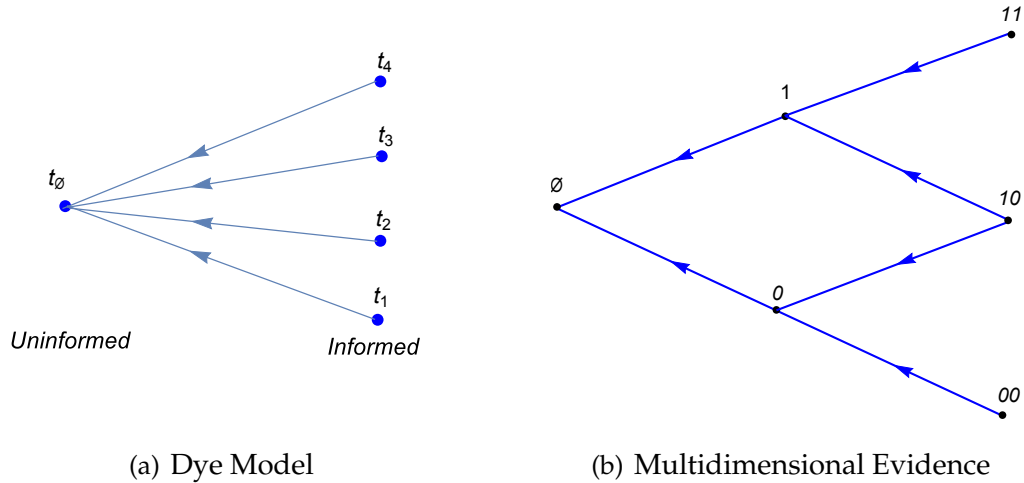 t₄
t₃
t∅
t₂
t₁
Uninformed
Informed
(a) Dye Model
11
1
∅
10
0
00
(b) Multidimensional Evidence